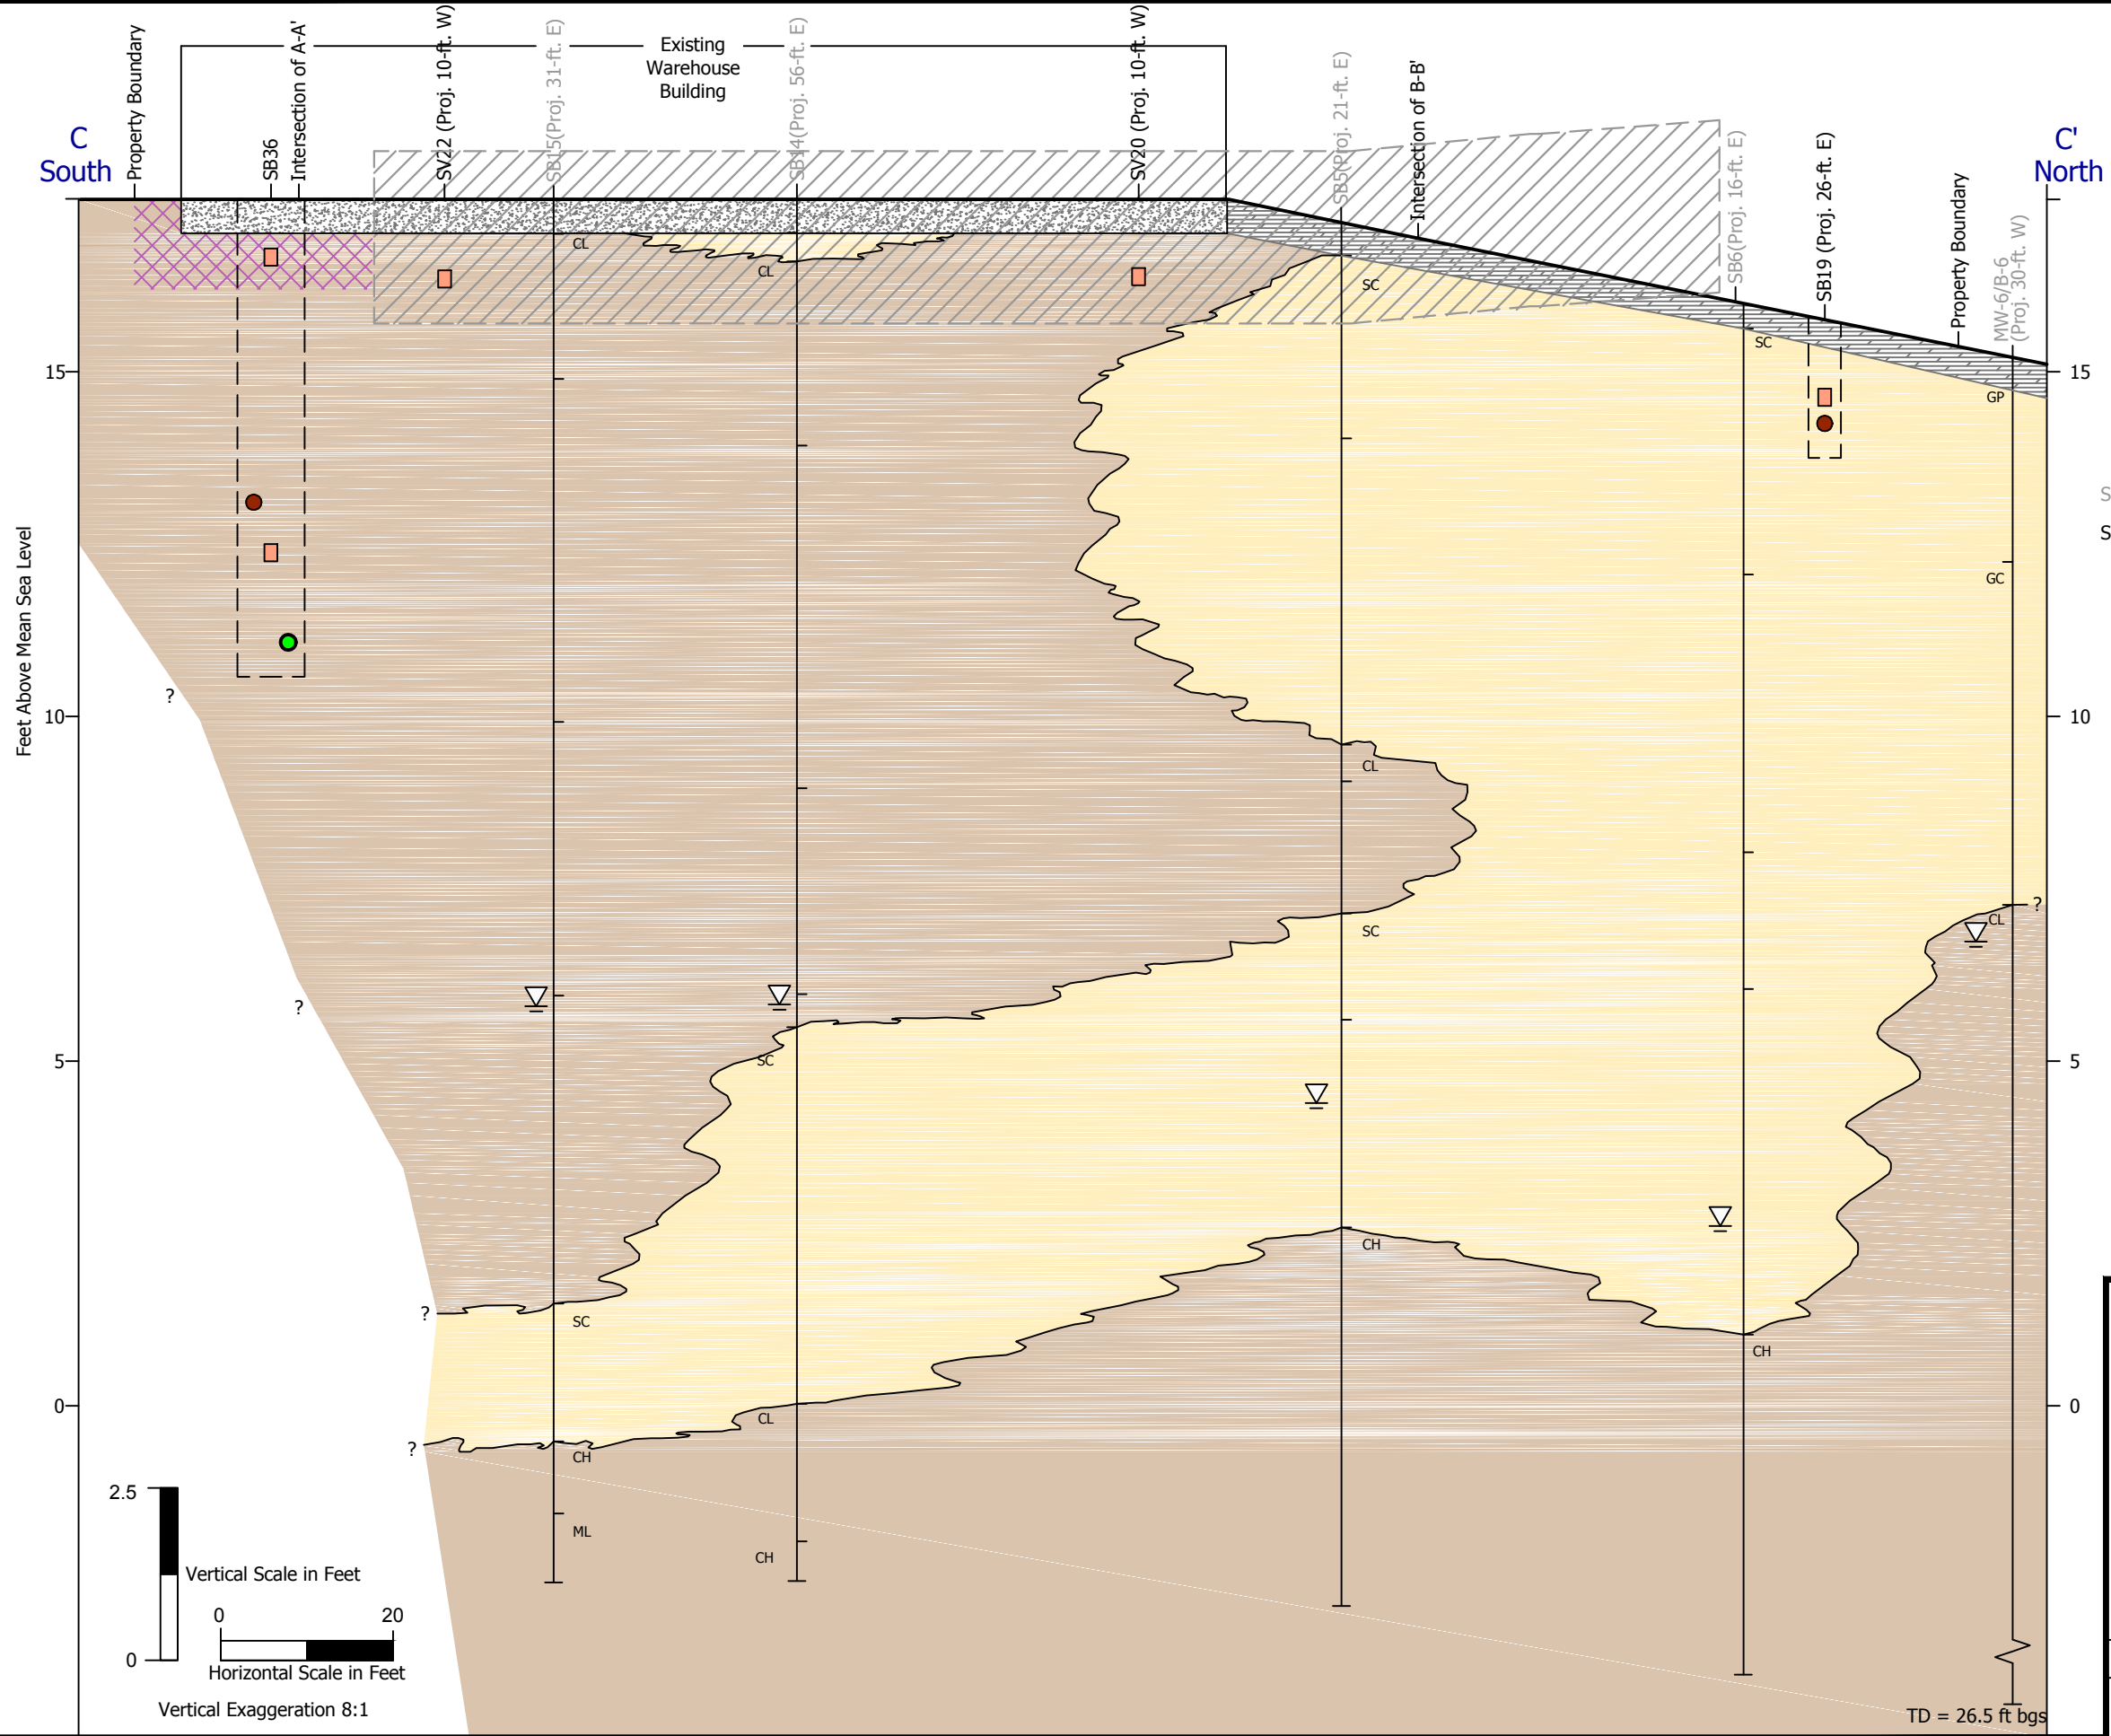 C
South
Property Boundary
SB36
Intersection of A-A'
SV22 (Proj. 10-ft. W)
SB15(Proj. 31-ft. E)
Existing
Warehouse
Building
SB14(Proj. 56-ft. E)
SV20 (Proj. 10-ft. W)
SB5(Proj. 21-ft. E)
Intersection of B-B'
SB6(Proj. 16-ft. E)
SB19 (Proj. 26-ft. E)
Property Boundary
MW-6/B-6
(Proj. 30-ft. W)
C'
North
CL
CL
SC
SC
15
15
GP
S
S
Feet Above Mean Sea Level
GC
?
10
10
CL
?
CL
SC
?
5
5
SC
CH
?
SC
CH
0
0
CL
?
CH
2.5
ML
CH
Vertical Scale in Feet
0
20
0
Horizontal Scale in Feet
Vertical Exaggeration 8:1
TD = 26.5 ft bgs